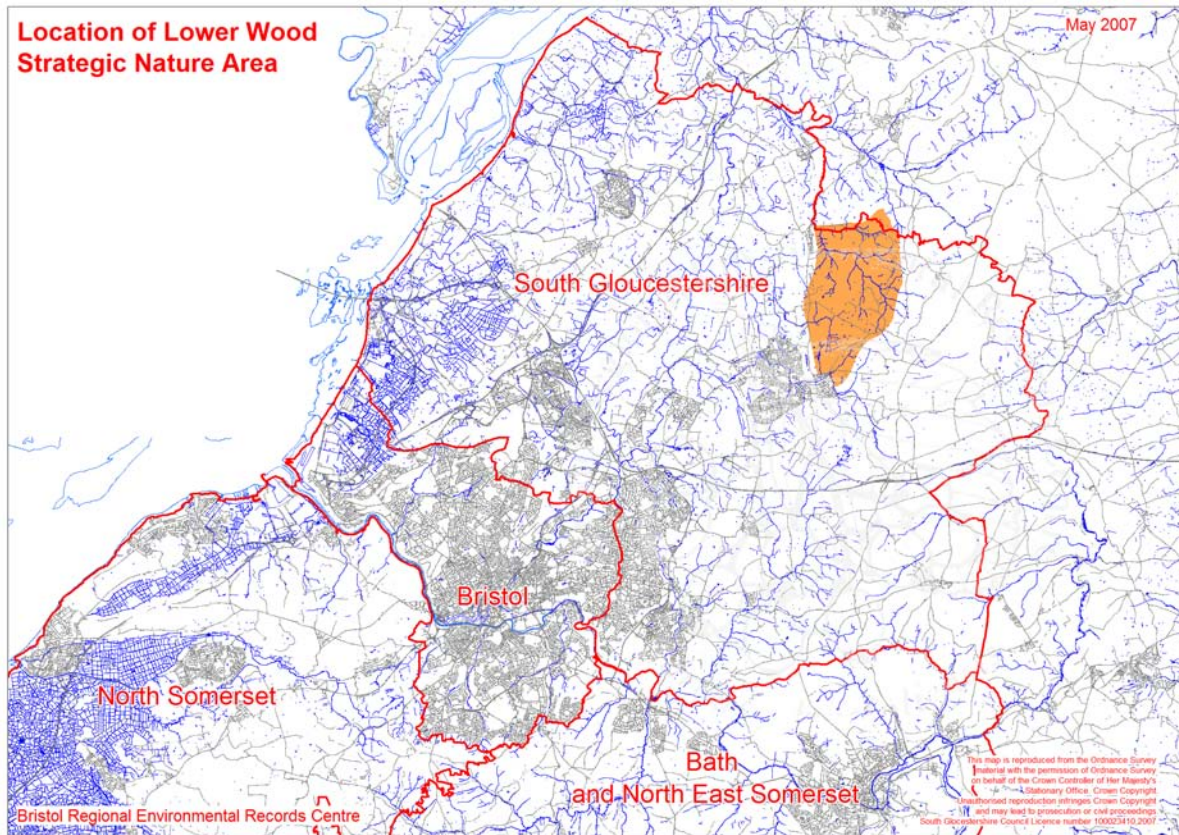 Location of Lower Wood
Strategic Nature Area
May 2007
South Gloucestershire
Bristol
North Somerset
Bath
and North East Somerset
This map is reproduced from the Ordnance Survey
material with the permission of Ordnance Survey
on behalf of the Crown Controller of Her Majesty's
Stationary Office. Crown Copyright
Unauthorised reproduction infringes Crown Copyright
and may lead to prosecution or civil proceedings
South Glocestershire Council Licence number 100023410,2007
Bristol Regional Environmental Records Centre